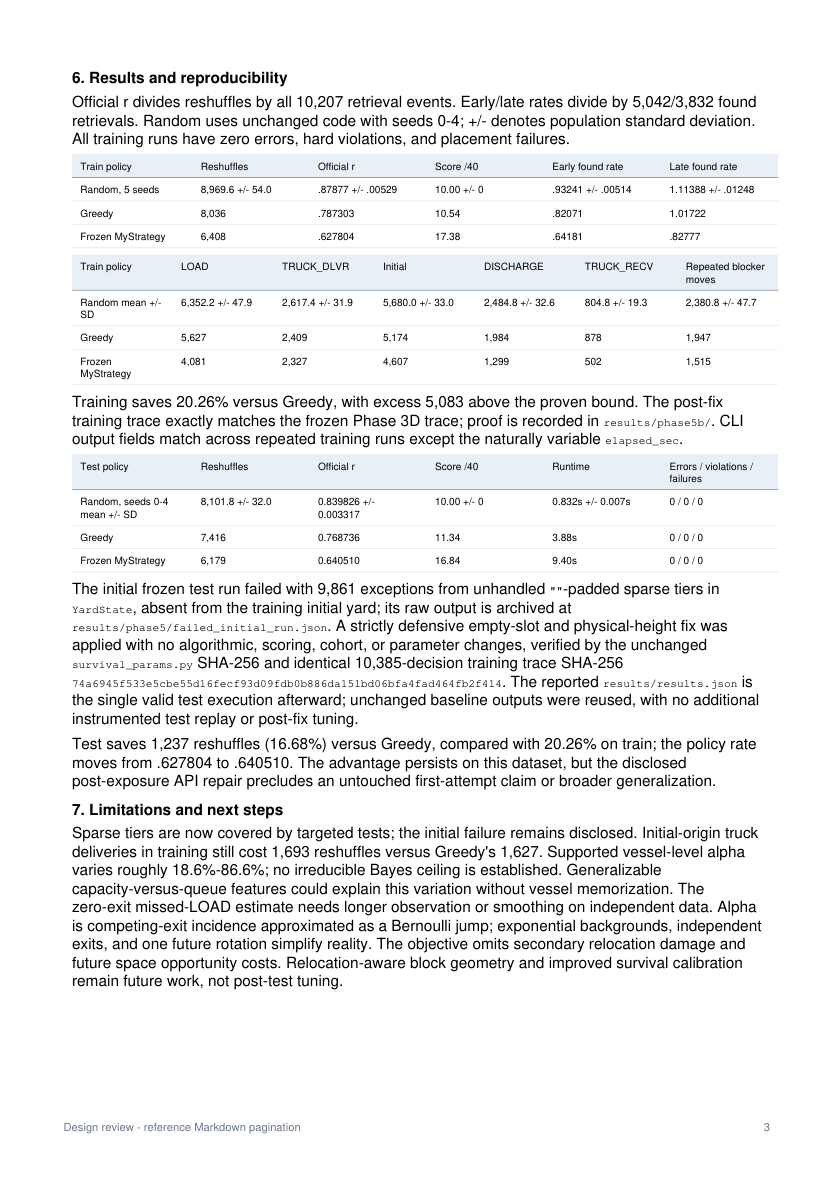 6. Results and reproducibility
Official r divides reshuffles by all 10,207 retrieval events. Early/late rates divide by 5,042/3,832 found
retrievals. Random uses unchanged code with seeds 0-4; +/- denotes population standard deviation.
All training runs have zero errors, hard violations, and placement failures.
Train policy Reshuffles Official r Score /40 Early found rate Late found rate
Random, 5 seeds 8,969.6 +/- 54.0 .87877 +/- .00529 10.00 +/- 0 .93241 +/- .00514 1.11388 +/- .01248
Greedy 8,036 .787303 10.54 .82071 1.01722
Frozen MyStrategy 6,408 .627804 17.38 .64181 .82777
Train policy LOAD TRUCK_DLVR Initial DISCHARGE TRUCK_RECV Repeated blocker
moves
Random mean +/- 6,352.2 +/- 47.9 2,617.4 +/- 31.9 5,680.0 +/- 33.0 2,484.8 +/- 32.6 804.8 +/- 19.3 2,380.8 +/- 47.7
SD
Greedy 5,627 2,409 5,174 1,984 878 1,947
Frozen 4,081 2,327 4,607 1,299 502 1,515
MyStrategy
Training saves 20.26% versus Greedy, with excess 5,083 above the proven bound. The post-fix
training trace exactly matches the frozen Phase 3D trace; proof is recorded in results/phase5b/. CLI
output fields match across repeated training runs except the naturally variable elapsed_sec.
Test policy Reshuffles Official r Score /40 Runtime Errors / violations /
failures
Random, seeds 0-4 8,101.8 +/- 32.0 0.839826 +/- 10.00 +/- 0 0.832s +/- 0.007s 0 / 0 / 0
mean +/- SD 0.003317
Greedy 7,416 0.768736 11.34 3.88s 0 / 0 / 0
Frozen MyStrategy 6,179 0.640510 16.84 9.40s 0 / 0 / 0
The initial frozen test run failed with 9,861 exceptions from unhandled ""-padded sparse tiers in
YardState, absent from the training initial yard; its raw output is archived at
results/phase5/failed_initial_run.json. A strictly defensive empty-slot and physical-height fix was
applied with no algorithmic, scoring, cohort, or parameter changes, verified by the unchanged
survival_params.py SHA-256 and identical 10,385-decision training trace SHA-256
74a6945f533e5cbe55d16fecf93d09fdb0b886da151bd06bfa4fad464fb2f414. The reported results/results.json is
the single valid test execution afterward; unchanged baseline outputs were reused, with no additional
instrumented test replay or post-fix tuning.
Test saves 1,237 reshuffles (16.68%) versus Greedy, compared with 20.26% on train; the policy rate
moves from .627804 to .640510. The advantage persists on this dataset, but the disclosed
post-exposure API repair precludes an untouched first-attempt claim or broader generalization.
7. Limitations and next steps
Sparse tiers are now covered by targeted tests; the initial failure remains disclosed. Initial-origin truck
deliveries in training still cost 1,693 reshuffles versus Greedy's 1,627. Supported vessel-level alpha
varies roughly 18.6%-86.6%; no irreducible Bayes ceiling is established. Generalizable
capacity-versus-queue features could explain this variation without vessel memorization. The
zero-exit missed-LOAD estimate needs longer observation or smoothing on independent data. Alpha
is competing-exit incidence approximated as a Bernoulli jump; exponential backgrounds, independent
exits, and one future rotation simplify reality. The objective omits secondary relocation damage and
future space opportunity costs. Relocation-aware block geometry and improved survival calibration
remain future work, not post-test tuning.
Design review - reference Markdown pagination 3